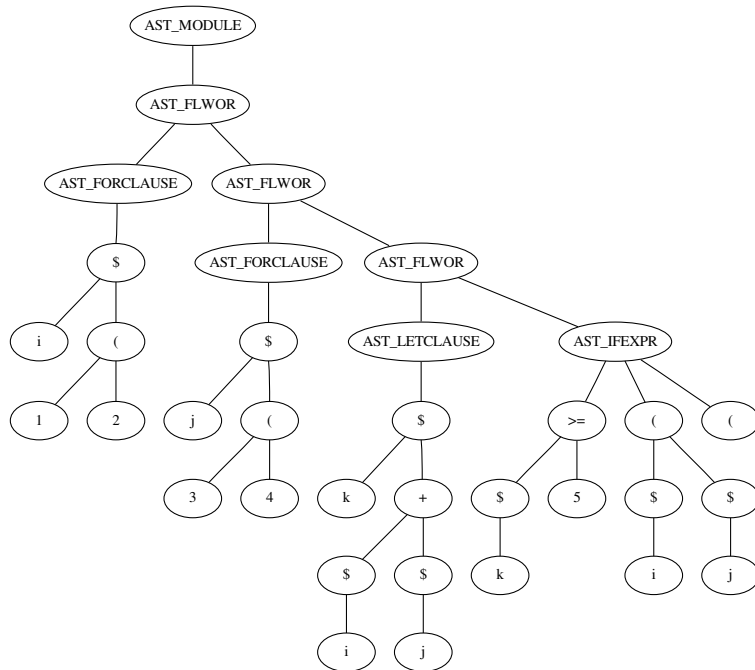 AST_MODULE
AST_FLWOR
AST_FORCLAUSE AST_FLWOR
$ AST_FORCLAUSE AST_FLWOR
i ( $ AST_LETCLAUSE AST_IFEXPR
1 2 j ( $ >= ( (
3 4 k + $ 5 $ $
$ $ k i j
i j